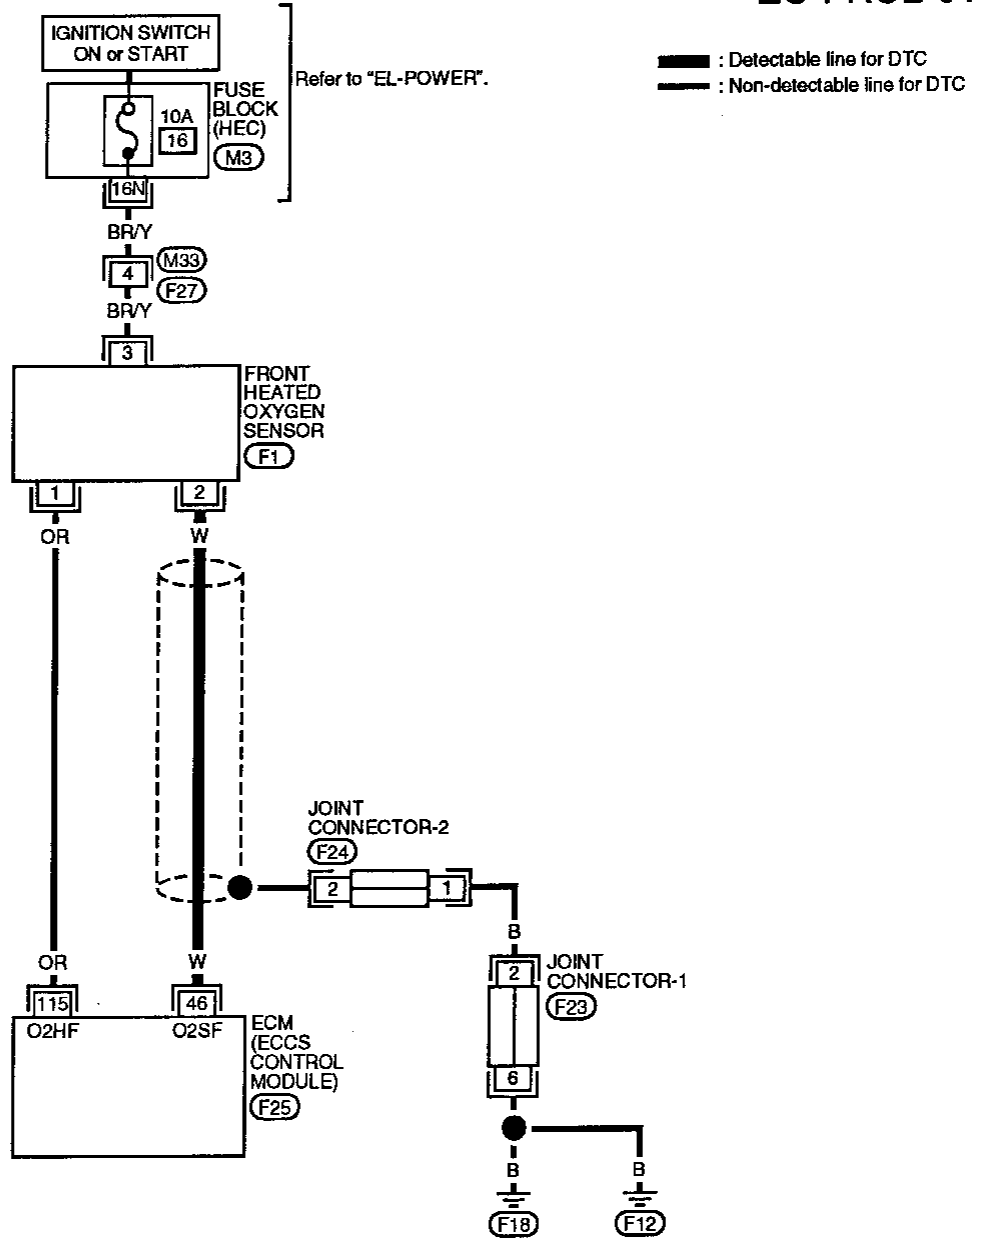 IGNITION SWITCH
ON or START
Refer to "EL-POWER".
: Detectable line for DTC
: Non-detectable line for DTC
FUSE
BLOCK
(HEC)
M3
10A
16
16N
BR/Y
4
M33
F27
BR/Y
3
FRONT
HEATED
OXYGEN
SENSOR
F1
1
2
OR
W
JOINT
CONNECTOR-2
F24
2
1
B
OR
W
2
JOINT
CONNECTOR-1
F23
115
46
O2HF
O2SF
ECM
(ECCS
CONTROL
MODULE)
F25
6
B
B
F18
F12